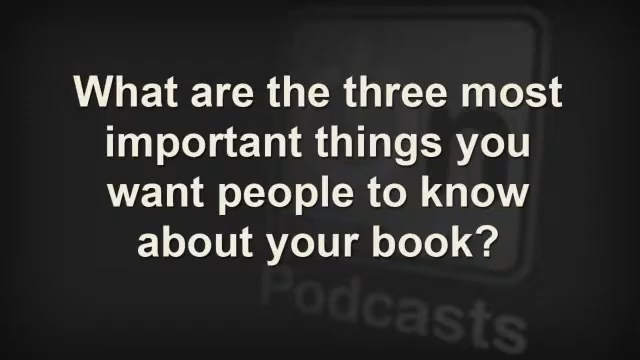 What are the three most
important things you
want people to know
about your book?
Podcasts